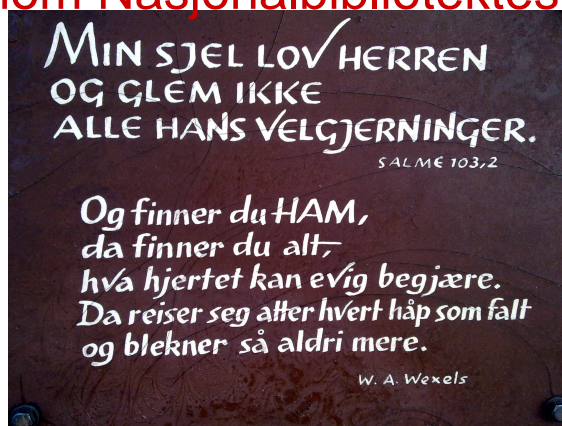 nom Nasjonalbibliotektes
MIN SJEL LOV HERREN
OG GLEM IKKE
ALLE HANS VELGJERNINGER.
SALME 103,2
Og finner du HAM,
da finner du alt,
hva hjertet kan evig begjære.
Da reiser seg atter hvert håp som falt
og blekner så aldri mere.
W. A. Wexels